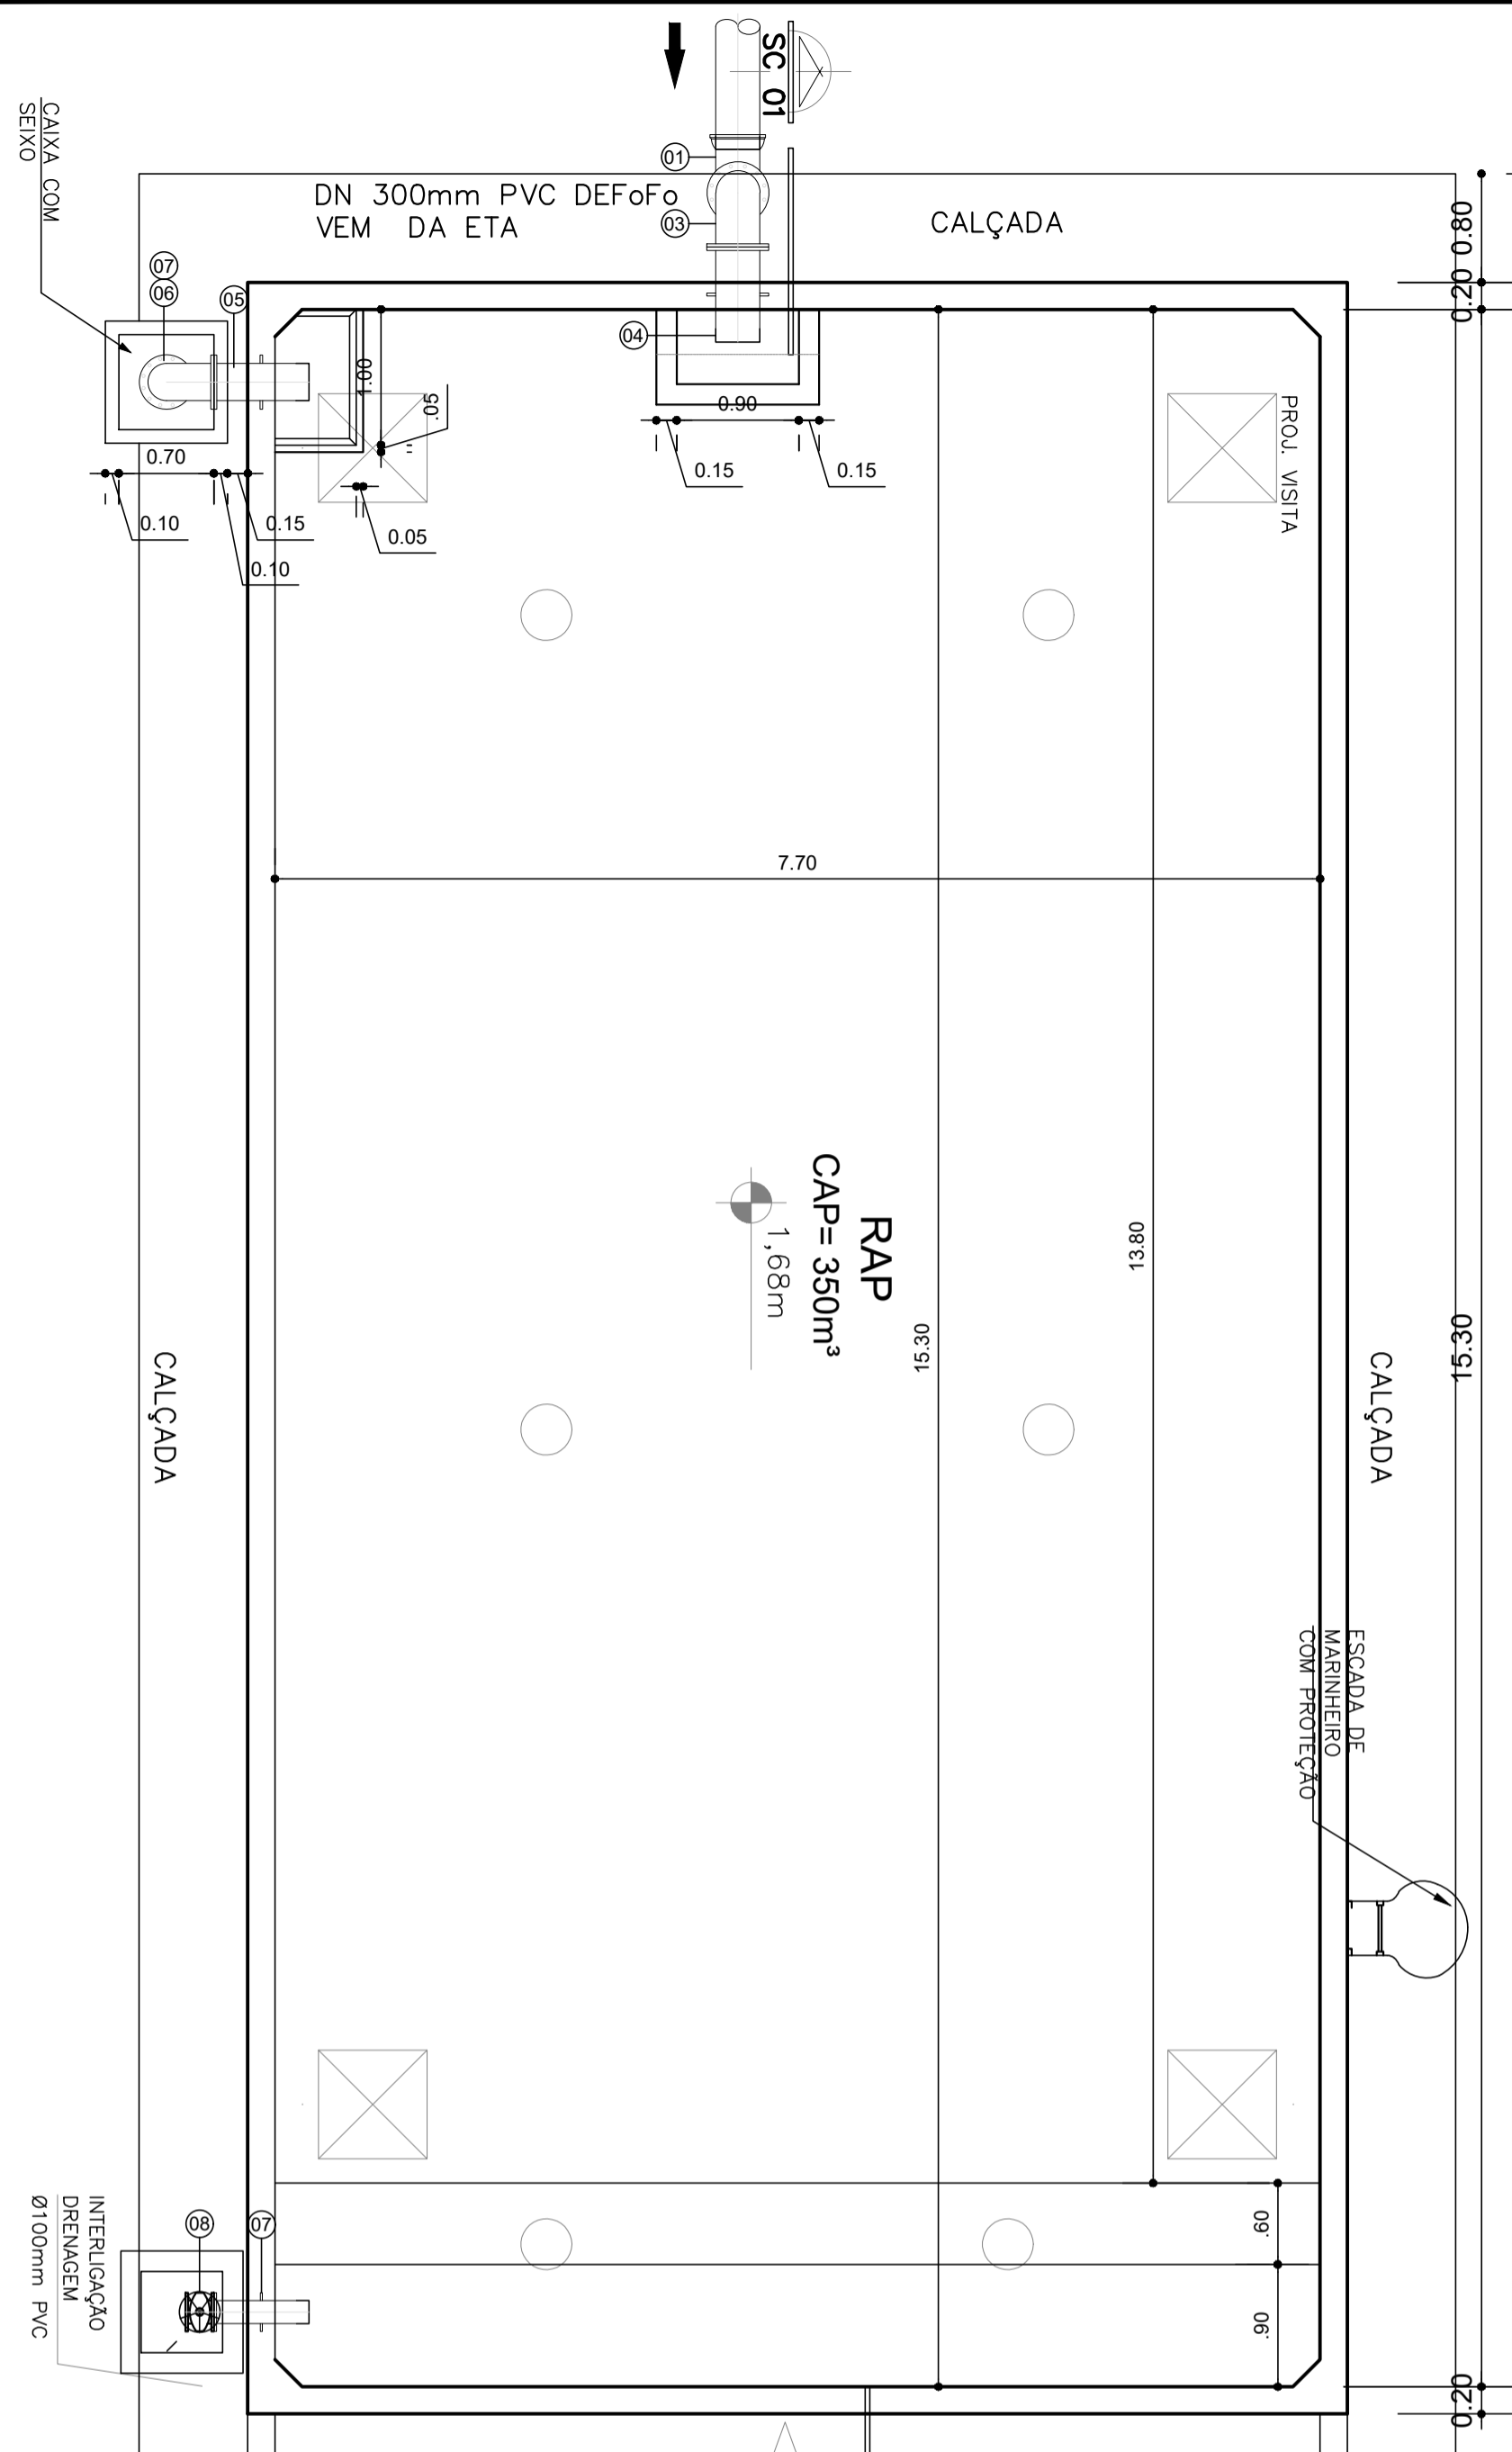 SC 01
01
DN 300mm PVC DEFoFo
VEM DA ETA
03
CALÇADA
0.80
0.20
CAIXA COM
SEIXO
07
06
05
04
1.00
.05
0.90
0.15
0.15
PROJ. VISITA
0.70
0.10
0.15
0.10
0.05
7.70
RAP
CAP= 350m³
1,68m
13.80
15.30
15.30
CALÇADA
CALÇADA
ESCADA DE
MARINHEIRO
COM PROTEÇÃO
.60
.90
08
07
INTERLIGAÇÃO
DRENAGEM
Ø100mm PVC
0.20